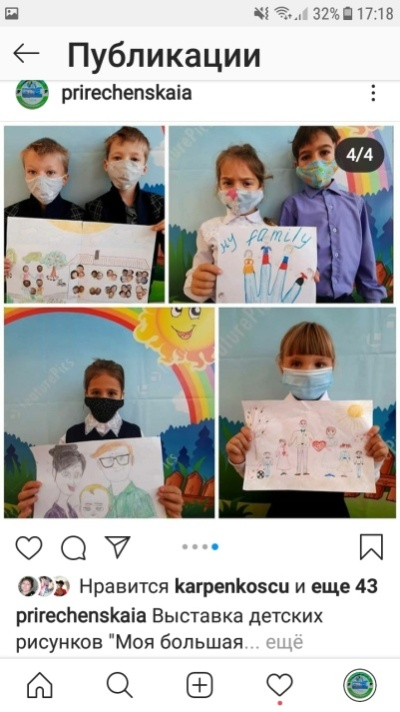 32% 17:18
Публикации
prirechenskaia
4/4
My family
Нравится karpenkoscu и еще 43
prirechenskaia Выставка детских
рисунков "Моя большая... ещё